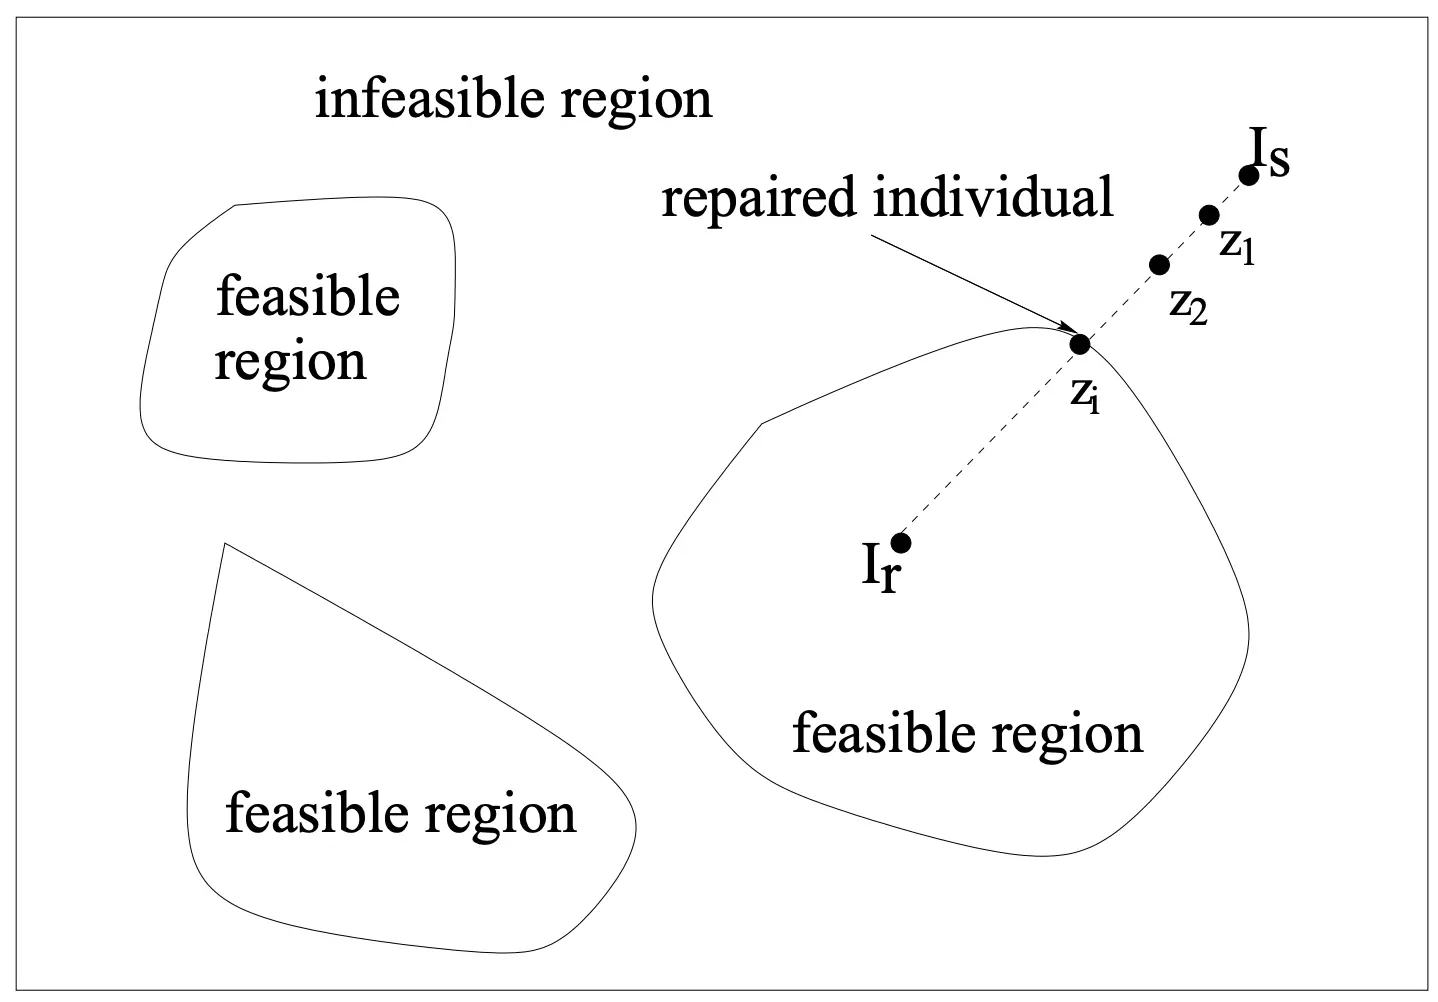 infeasible region
I_s
repaired individual
z_1
feasible
region
z_2
z_i
I_r
feasible region
feasible region